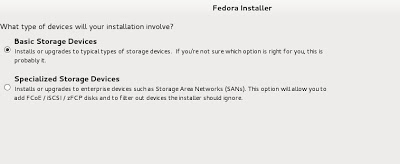 Fedora Installer
What type of devices will your installation involve?
Basic Storage Devices
Installs or upgrades to typical types of storage devices. If you're not sure which option is right for you, this is
probably it.
Specialized Storage Devices
Installs or upgrades to enterprise devices such as Storage Area Networks (SANs). This option will allow you to
add FCoE / iSCSI / zFCP disks and to filter out devices the installer should ignore.